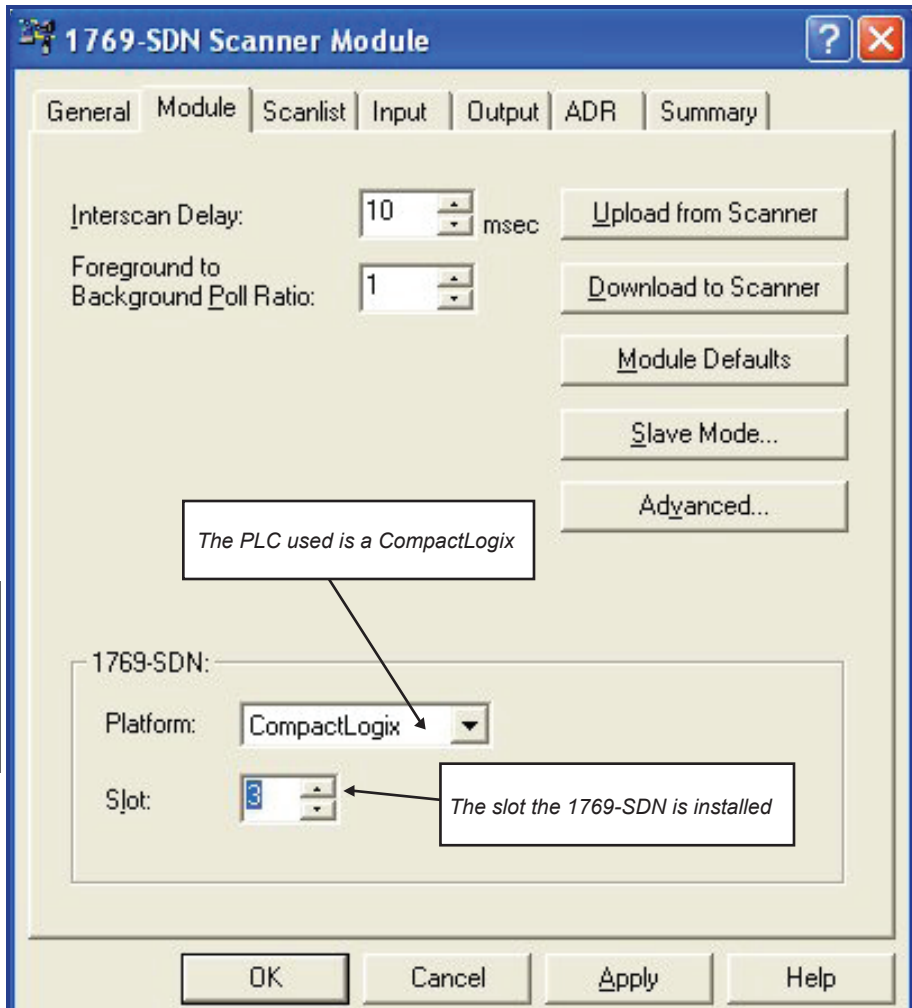 1769-SDN Scanner Module
General Module Scanlist Input Output ADR Summary
Interscan Delay: 10 msec Upload from Scanner
Foreground to
Background Poll Ratio: 1 Download to Scanner
Module Defaults
Slave Mode...
Advanced...
The PLC used is a CompactLogix
1769-SDN:
Platform: CompactLogix
Slot: 3
The slot the 1769-SDN is installed
OK Cancel Apply Help